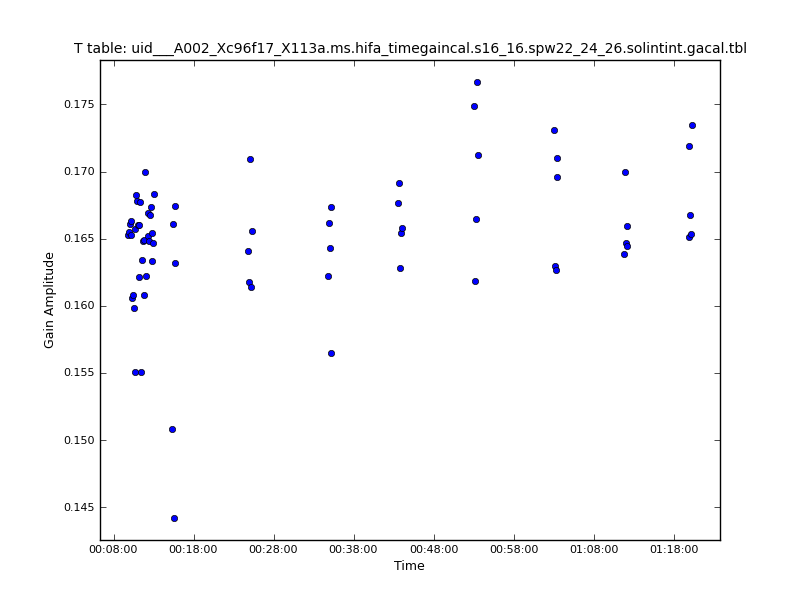 T table: uid___A002_Xc96f17_X113a.ms.hifa_timegaincal.s16_16.spw22_24_26.solintint.gacal.tbl
0.175
0.170
0.165
0.160
0.155
0.150
0.145
Gain Amplitude
00:08:00 00:18:00 00:28:00 00:38:00 00:48:00 00:58:00 01:08:00 01:18:00
Time